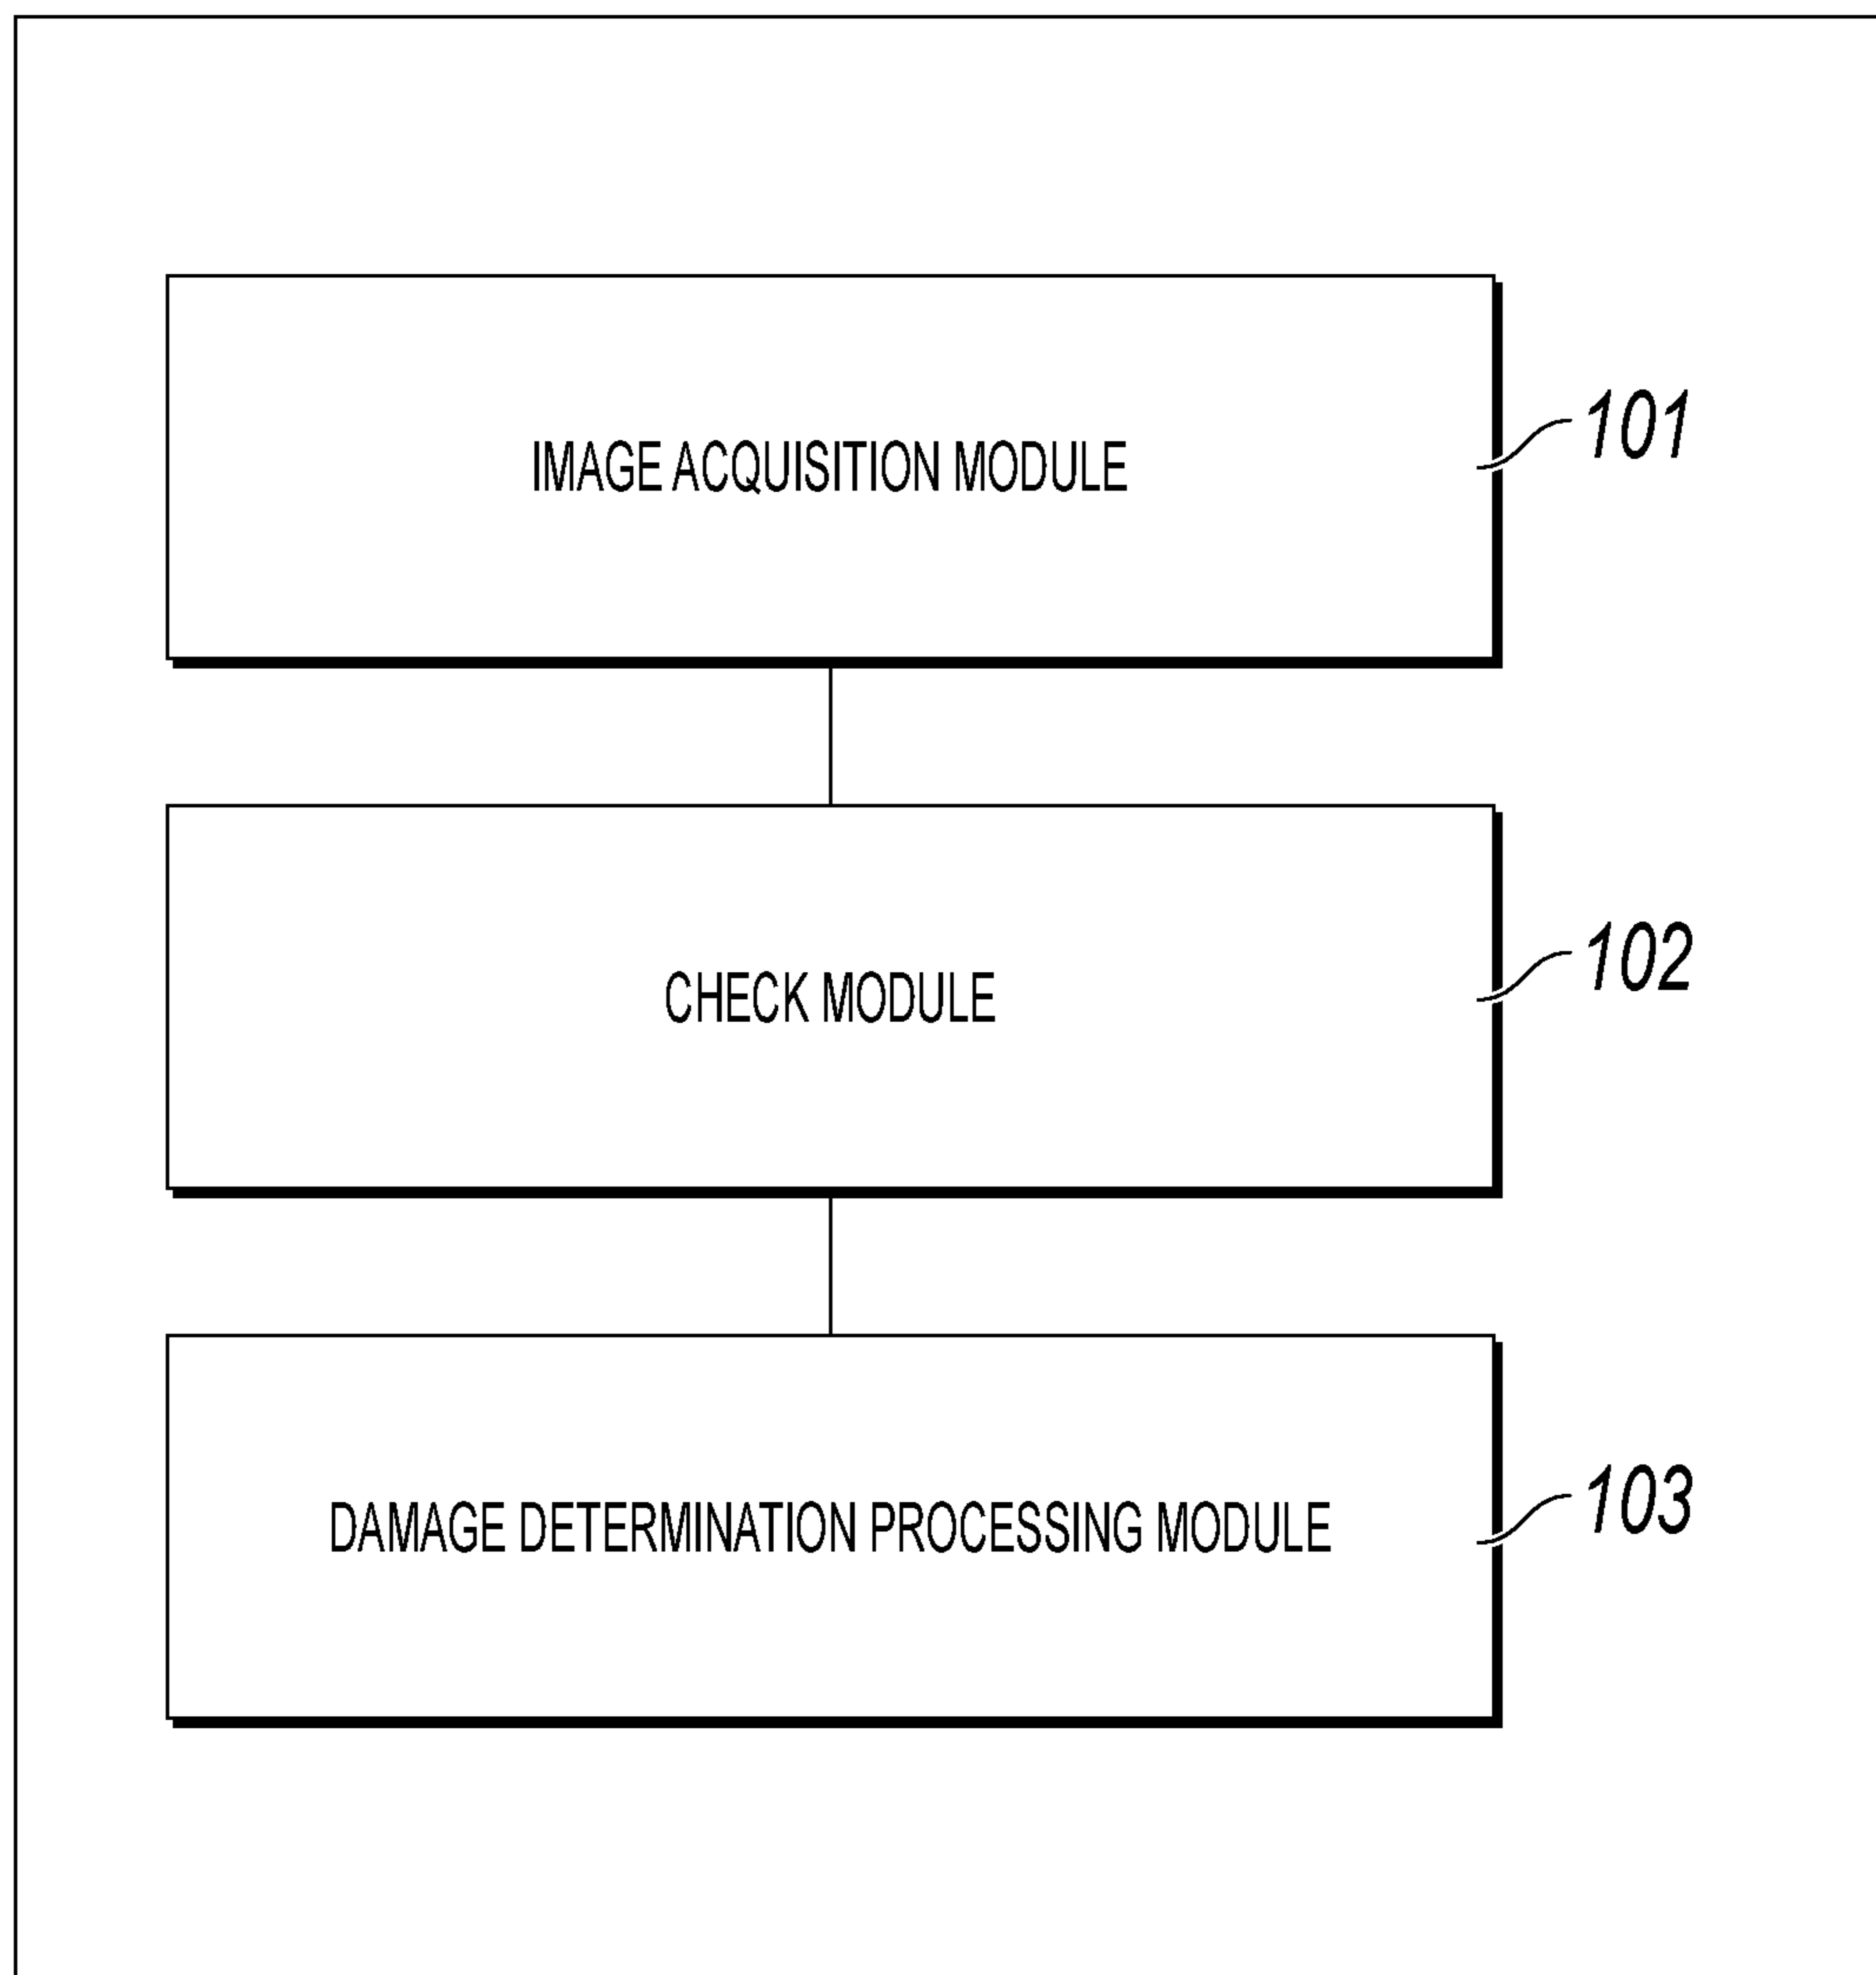 IMAGE ACQUISITION MODULE
101
CHECK MODULE
102
DAMAGE DETERMINATION PROCESSING MODULE
103